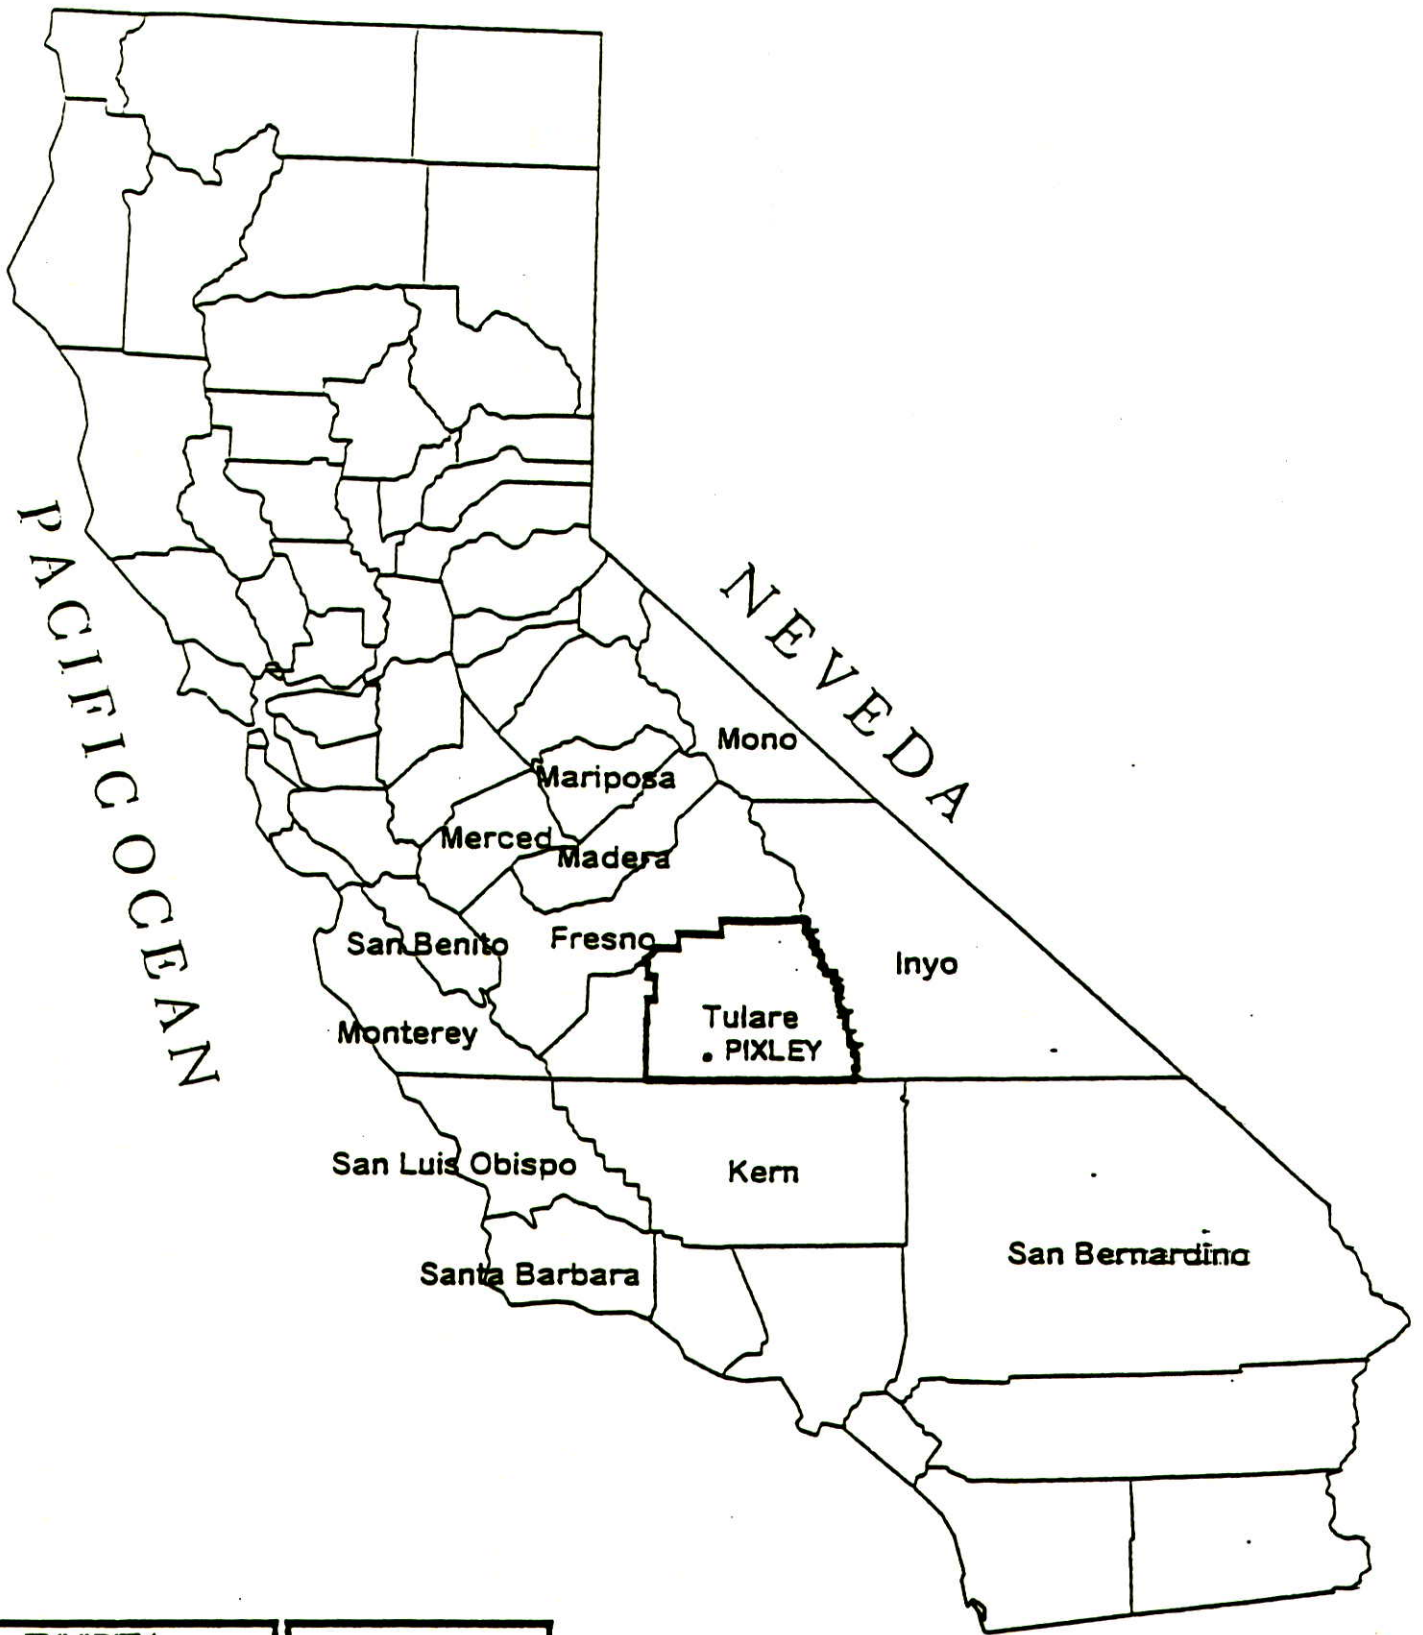 PACIFIC OCEAN
NEVEDA
Mono
Mariposa
Merced
Madera
San Benito
Fresno
Inyo
Tulare
PIXLEY
Monterey
San Luis Obispo
Kern
San Bernardino
Santa Barbara